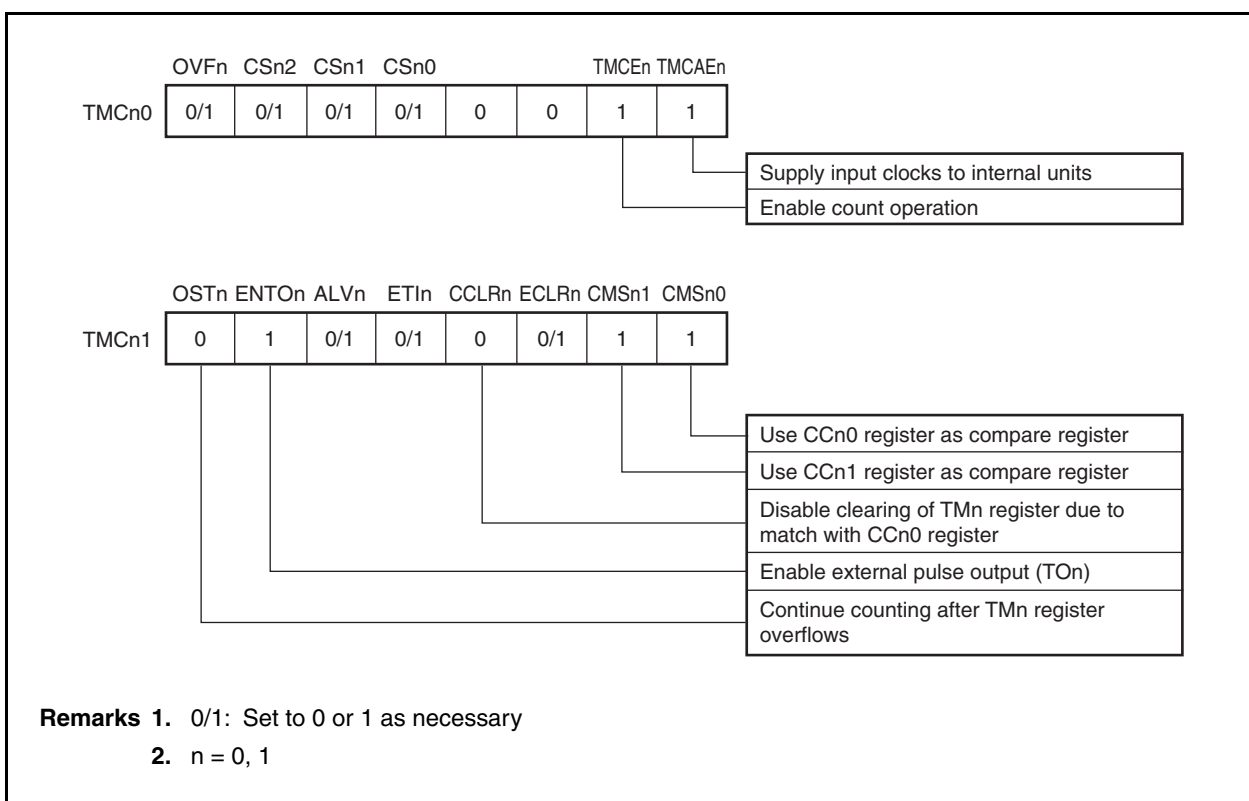 OVFn CSn2 CSn1 CSn0 TMCEn TMCAEn
TMCn0 0/1 0/1 0/1 0/1 0 0 1 1
Supply input clocks to internal units
Enable count operation
OSTn ENTOn ALVn ETIn CCLRn ECLRn CMSn1 CMSn0
TMCn1 0 1 0/1 0/1 0 0/1 1 1
Use CCn0 register as compare register
Use CCn1 register as compare register
Disable clearing of TMn register due to
match with CCn0 register
Enable external pulse output (TOn)
Continue counting after TMn register
overflows
Remarks 1. 0/1: Set to 0 or 1 as necessary
2. n = 0, 1